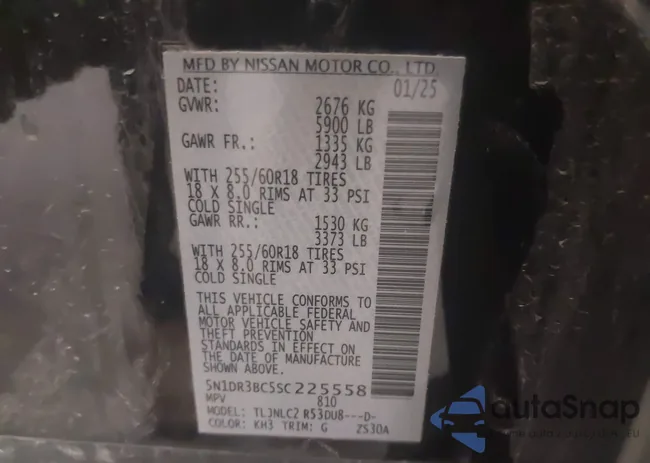 MFD BY NISSAN MOTOR CO., LTD.
DATE: 01/25
GVWR: 2676 KG
5900 LB
GAWR FR.: 1335 KG
2943 LB
WITH 255/60R18 TIRES
18 X 8.0 RIMS AT 33 PSI
COLD SINGLE
GAWR RR.: 1530 KG
3373 LB
WITH 255/60R18 TIRES
18 X 8.0 RIMS AT 33 PSI
COLD SINGLE
THIS VEHICLE CONFORMS TO
ALL APPLICABLE FEDERAL
MOTOR VEHICLE SAFETY AND
THEFT PREVENTION
STANDARDS IN EFFECT ON
THE DATE OF MANUFACTURE
SHOWN ABOVE.
5N1DR3BC5SC225558
MPV 810
MODEL: TLJNLC2 R53DU8---D-
COLOR: KH3 TRIM: G ZS30A
autoSnap